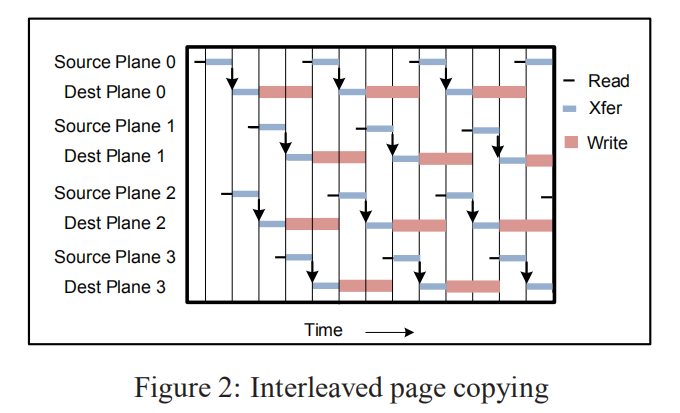 Source Plane 0
Dest Plane 0
Source Plane 1
Dest Plane 1
Source Plane 2
Dest Plane 2
Source Plane 3
Dest Plane 3
Read
Xfer
Write
Time
Figure 2: Interleaved page copying